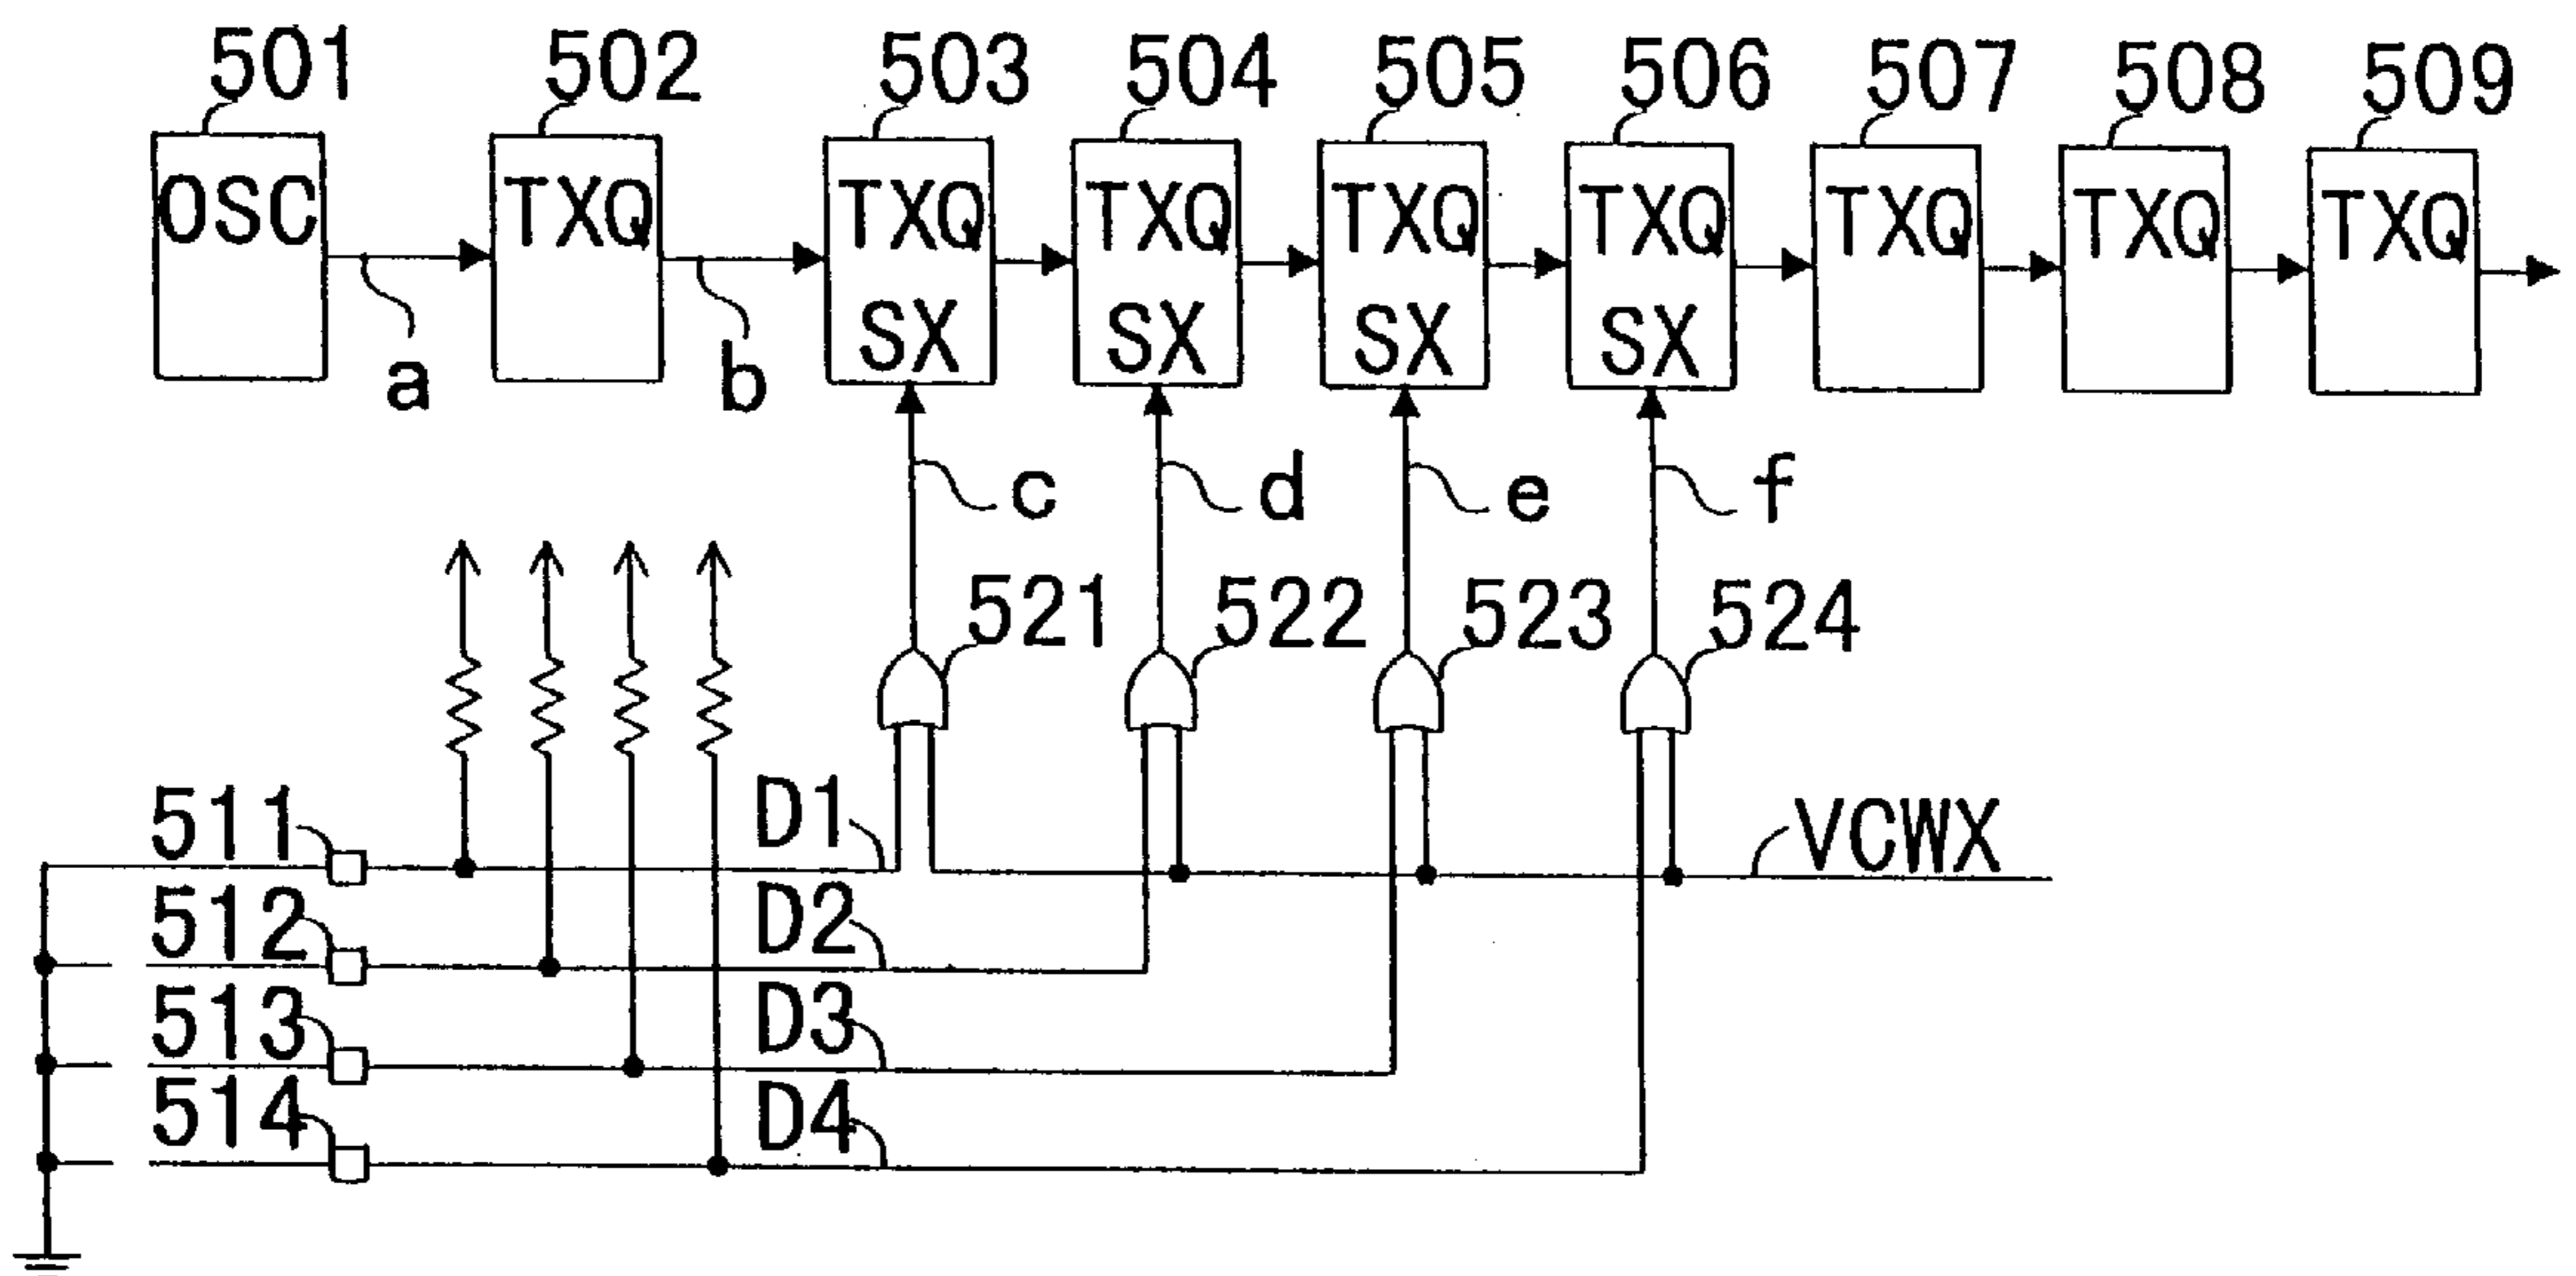 501 502 503 504 505 506 507 508 509
OSC TXQ TXQ TXQ TXQ TXQ TXQ TXQ TXQ
SX SX SX SX
a b
c d e f
521 522 523 524
511 D1 VCWX
512 D2
513 D3
514 D4